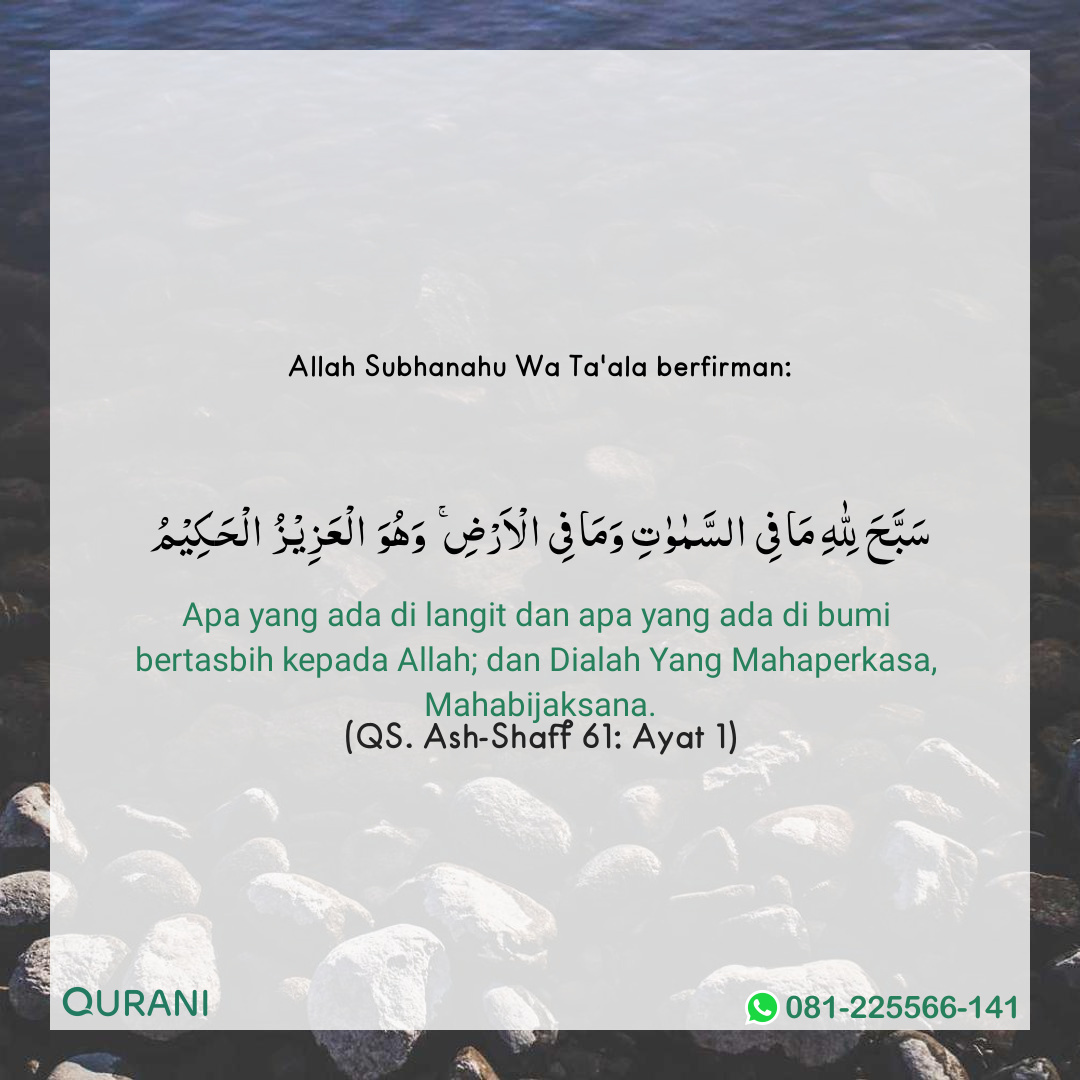 Allah Subhanahu Wa Ta'ala berfirman:
سَبَّحَ لِلّٰهِ مَا فِى السَّمٰوٰتِ وَمَا فِى الْاَرْضِۚ وَهُوَ الْعَزِيْزُ الْحَكِيْمُ
Apa yang ada di langit dan apa yang ada di bumi
bertasbih kepada Allah; dan Dialah Yang Mahaperkasa,
Mahabijaksana.
(QS. Ash-Shaff 61: Ayat 1)
QURANI
081-225566-141